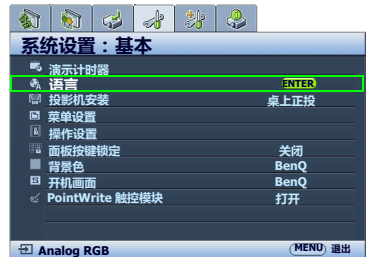 系统设置：基本
演示计时器
语言 ENTER
投影机安装 桌上正投
菜单设置
操作设置
面板按键锁定 关闭
背景色 BenQ
开机画面 BenQ
PointWrite 触控模块 打开
Analog RGB MENU 退出